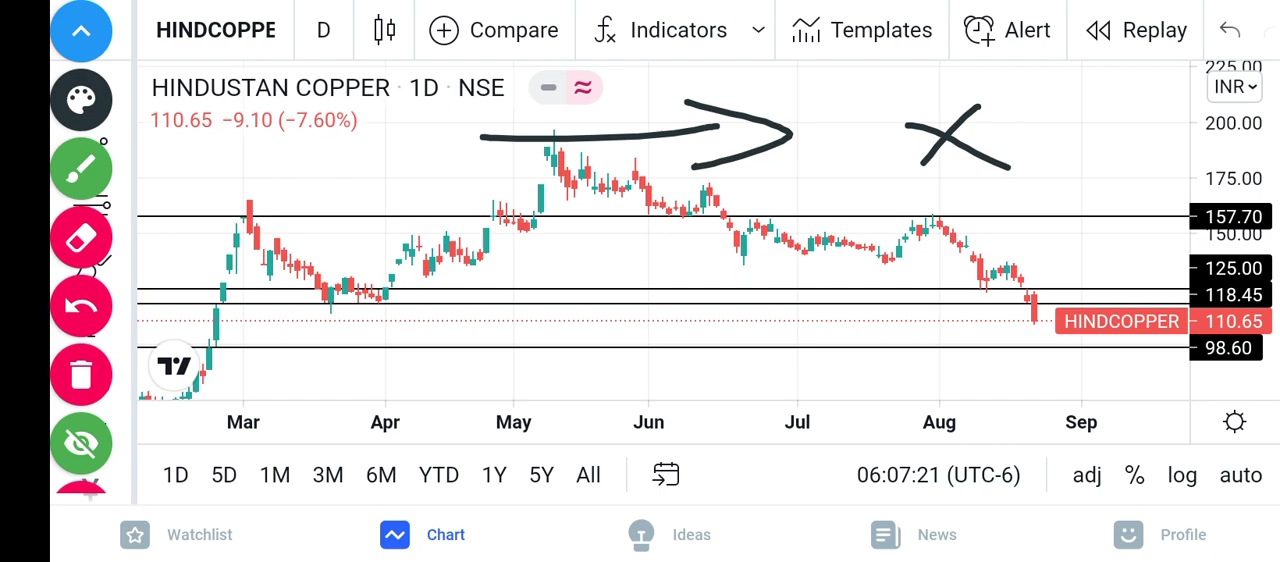 HINDCOPPE D Compare Indicators Templates Alert Replay
HINDUSTAN COPPER · 1D · NSE
110.65 −9.10 (−7.60%)
225.00
INR
200.00
175.00
157.70
150.00
125.00
118.45
HINDCOPPER 110.65
98.60
Mar Apr May Jun Jul Aug Sep
1D 5D 1M 3M 6M YTD 1Y 5Y All 06:07:21 (UTC-6) adj % log auto
Watchlist Chart Ideas News Profile